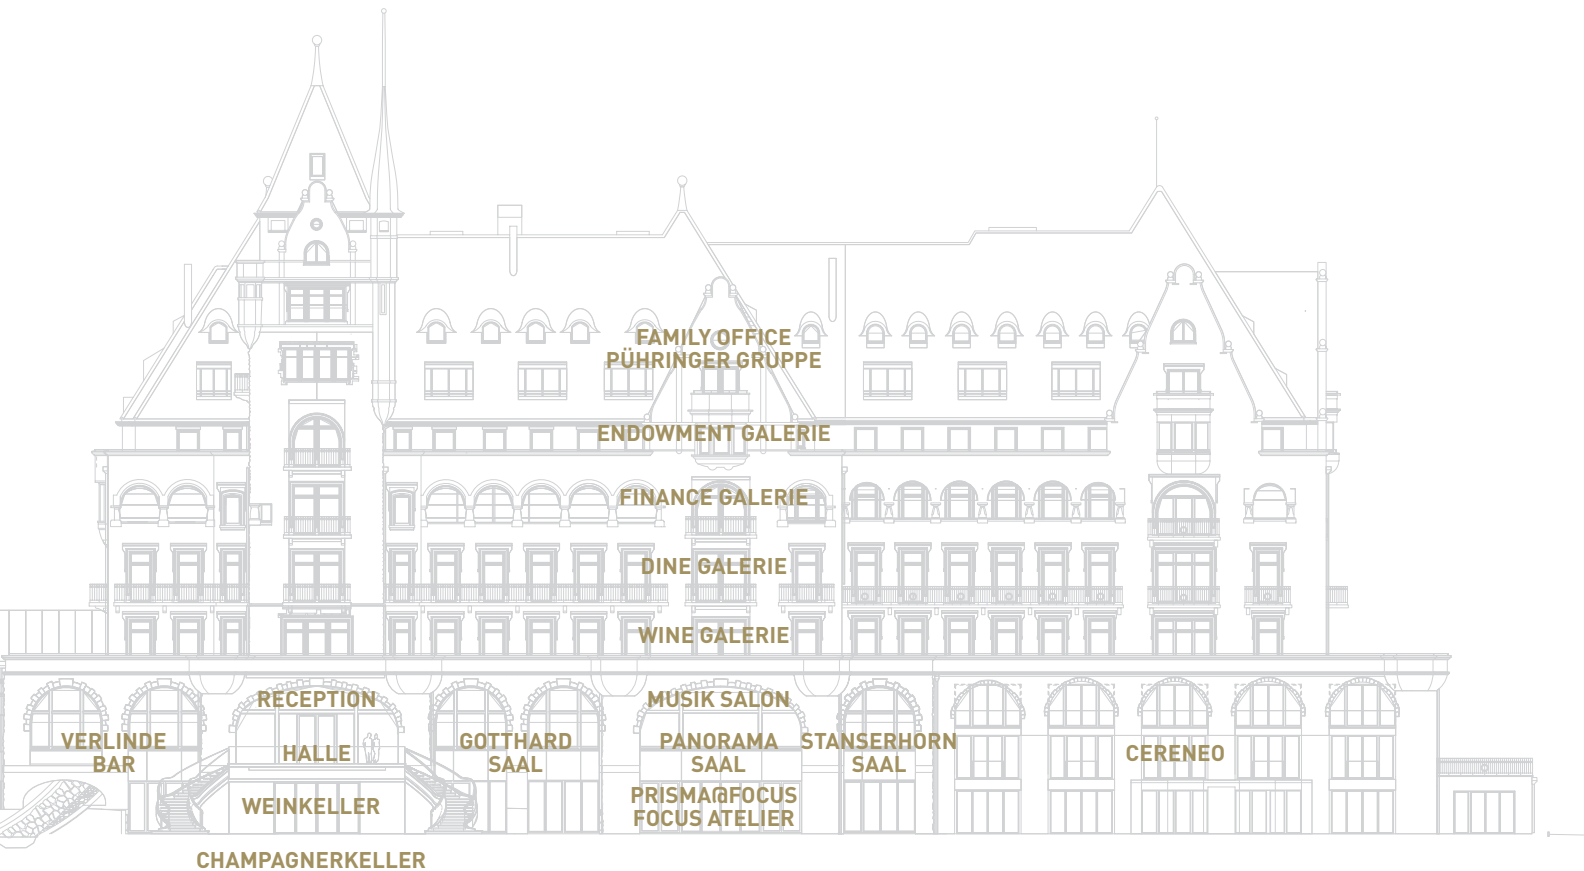 FAMILY OFFICE
PÜHRINGER GRUPPE
ENDOWMENT GALERIE
FINANCE GALERIE
DINE GALERIE
WINE GALERIE
RECEPTION
MUSIK SALON
VERLINDE
BAR
HALLE
GOTTHARD
SAAL
PANORAMA
SAAL
STANSERHORN
SAAL
CERENEO
WEINKELLER
PRISMA@FOCUS
FOCUS ATELIER
CHAMPAGNERKELLER